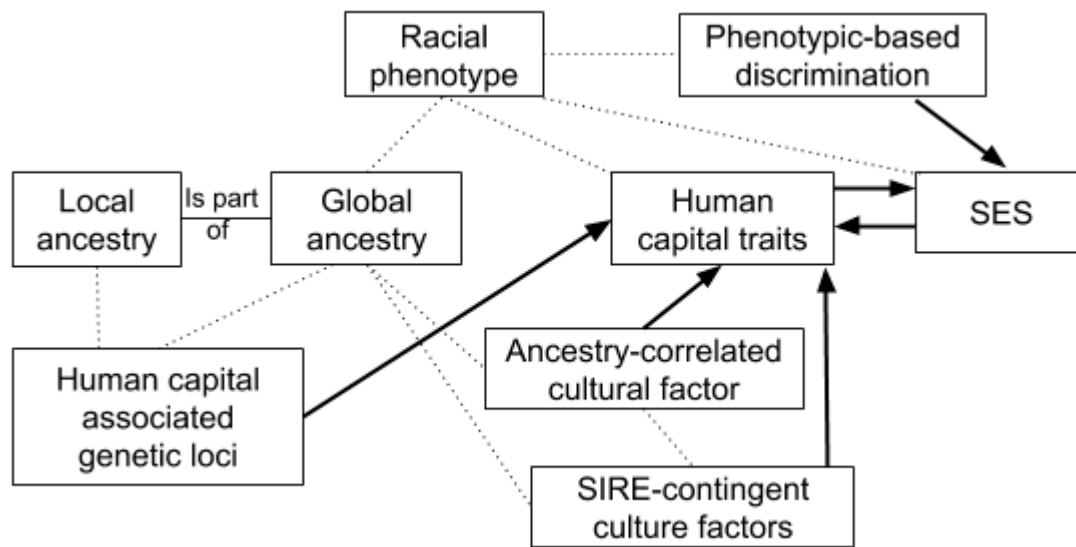 Racial
phenotype
Phenotypic-based
discrimination
Local
ancestry
Is part
of
Global
ancestry
Human
capital traits
SES
Human capital
associated
genetic loci
Ancestry-correlated
cultural factor
SIRE-contingent
culture factors